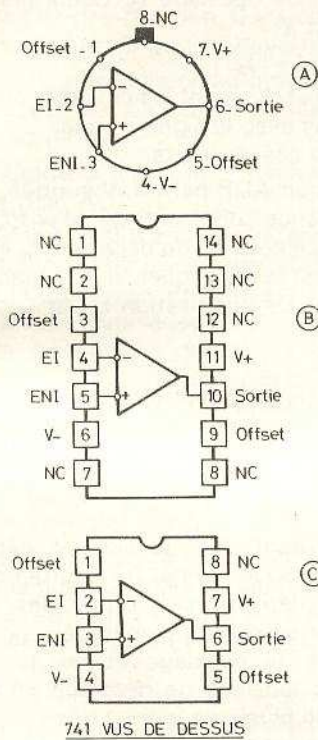 8_NC
Offset_1
7_V+
A
EI_2
6_Sortie
ENI_3
5_Offset
4_V-
NC 1 14 NC
NC 2 13 NC
Offset 3 12 NC
B
EI 4 11 V+
ENI 5 10 Sortie
V- 6 9 Offset
NC 7 8 NC
Offset 1 8 NC
C
EI 2 7 V+
ENI 3 6 Sortie
V- 4 5 Offset
741 VUS DE DESSUS